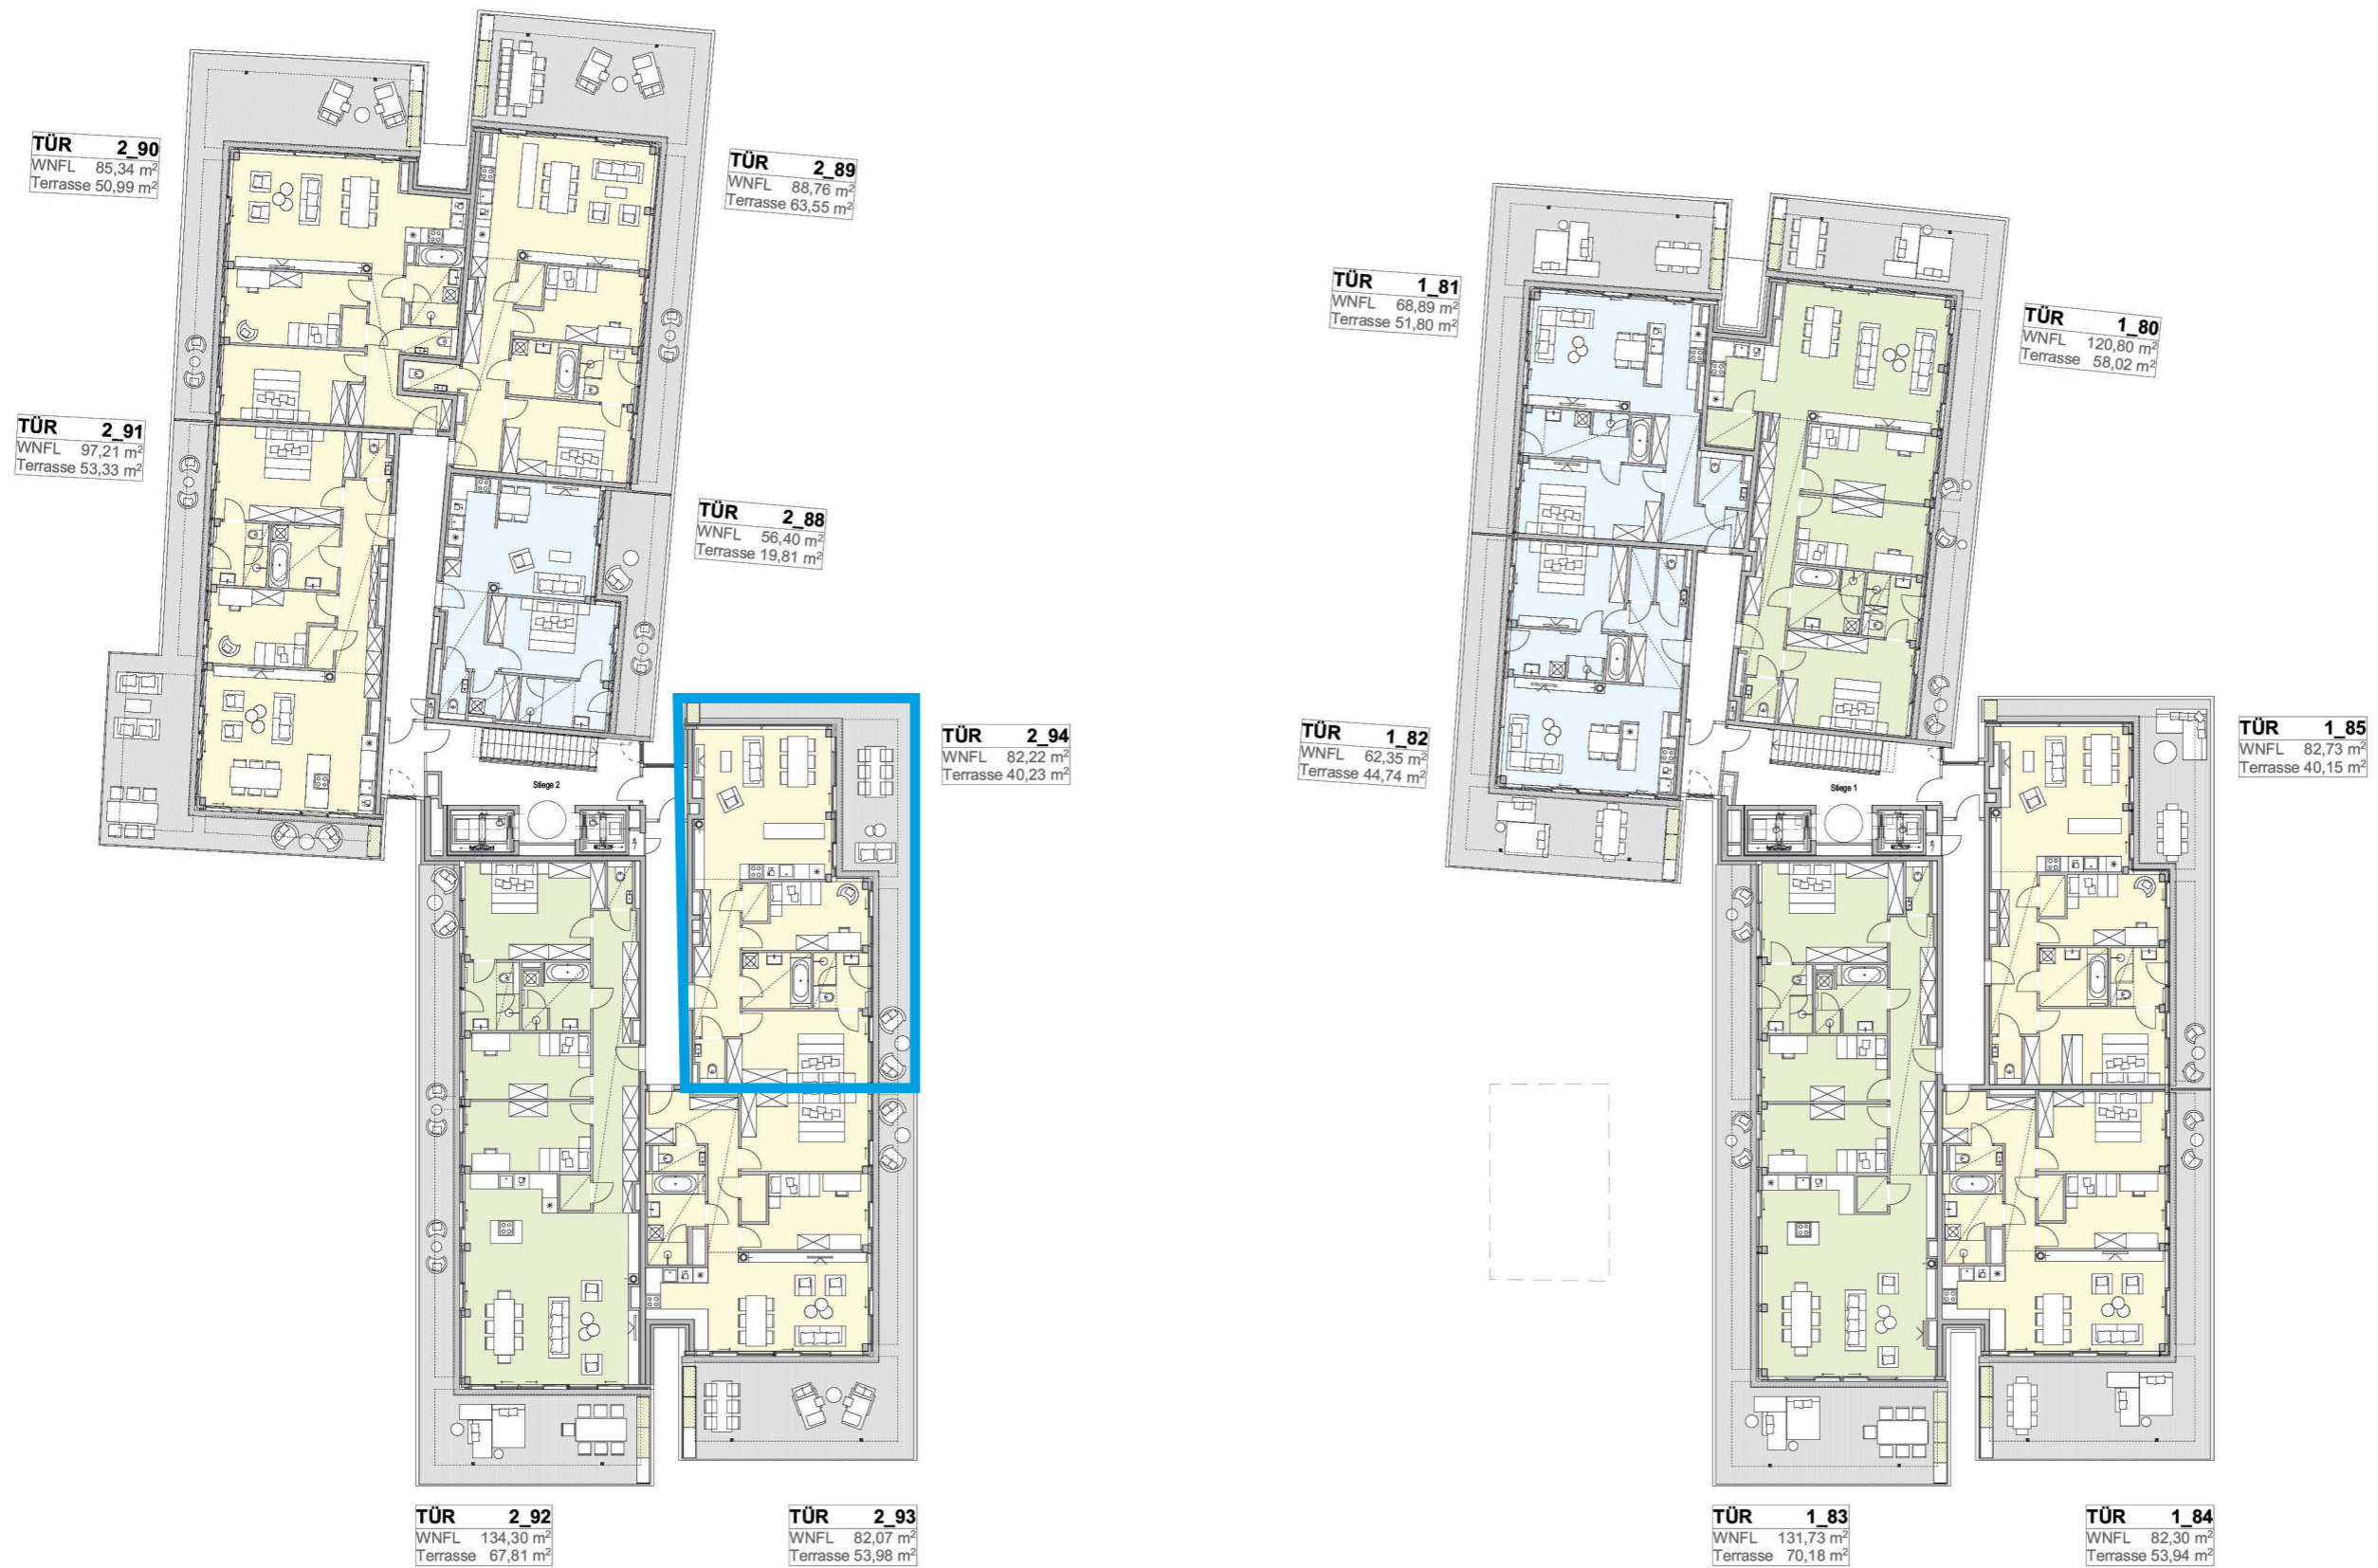 TÜR 2_90
WNFL 85,34 m²
Terrasse 50,99 m²
TÜR 2_89
WNFL 88,76 m²
Terrasse 63,55 m²
TÜR 2_91
WNFL 97,21 m²
Terrasse 53,33 m²
TÜR 2_88
WNFL 56,40 m²
Terrasse 19,81 m²
TÜR 2_94
WNFL 82,22 m²
Terrasse 40,23 m²
Stiege 2
TÜR 2_92
WNFL 134,30 m²
Terrasse 67,81 m²
TÜR 2_93
WNFL 82,07 m²
Terrasse 53,98 m²
TÜR 1_81
WNFL 68,89 m²
Terrasse 51,80 m²
TÜR 1_80
WNFL 120,80 m²
Terrasse 58,02 m²
TÜR 1_82
WNFL 62,35 m²
Terrasse 44,74 m²
TÜR 1_85
WNFL 82,73 m²
Terrasse 40,15 m²
Stiege 1
TÜR 1_83
WNFL 131,73 m²
Terrasse 70,18 m²
TÜR 1_84
WNFL 82,30 m²
Terrasse 53,94 m²